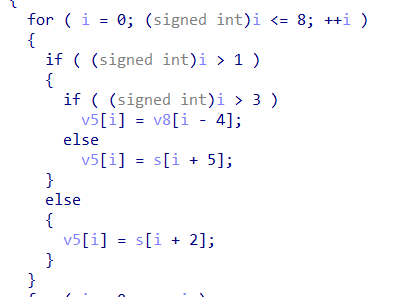 {
for ( i = 0; (signed int)i <= 8; ++i )
{
if ( (signed int)i > 1 )
{
if ( (signed int)i > 3 )
v5[i] = v8[i - 4];
else
v5[i] = s[i + 5];
}
else
{
v5[i] = s[i + 2];
}
}